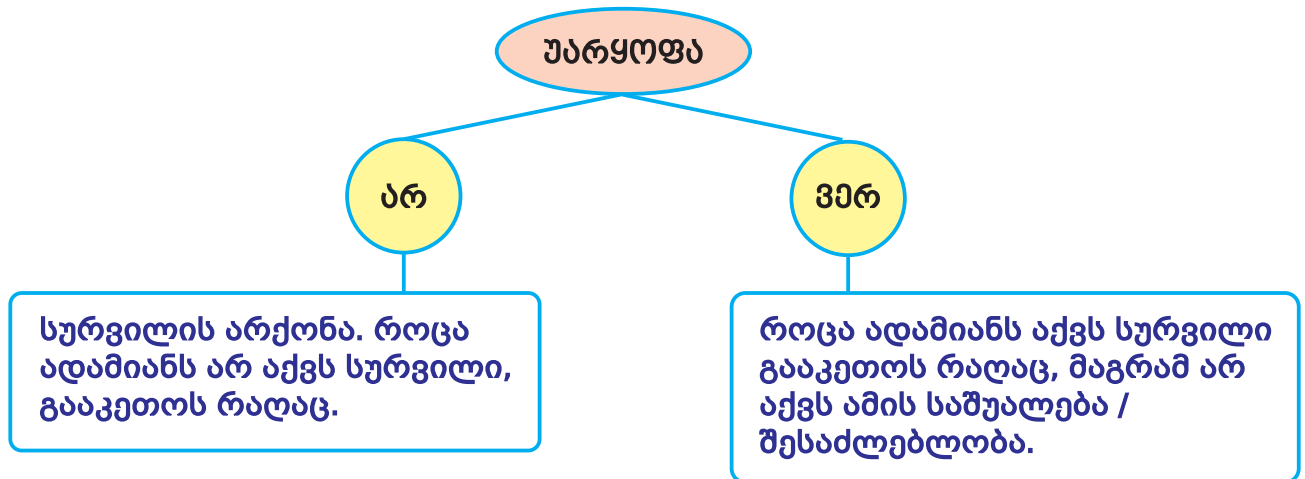 უარყოფა
არ
ვერ
სურვილის არქონა. როცა
ადამიანს არ აქვს სურვილი,
გააკეთოს რაღაც.
როცა ადამიანს აქვს სურვილი
გააკეთოს რაღაც, მაგრამ არ
აქვს ამის საშუალება /
შესაძლებლობა.